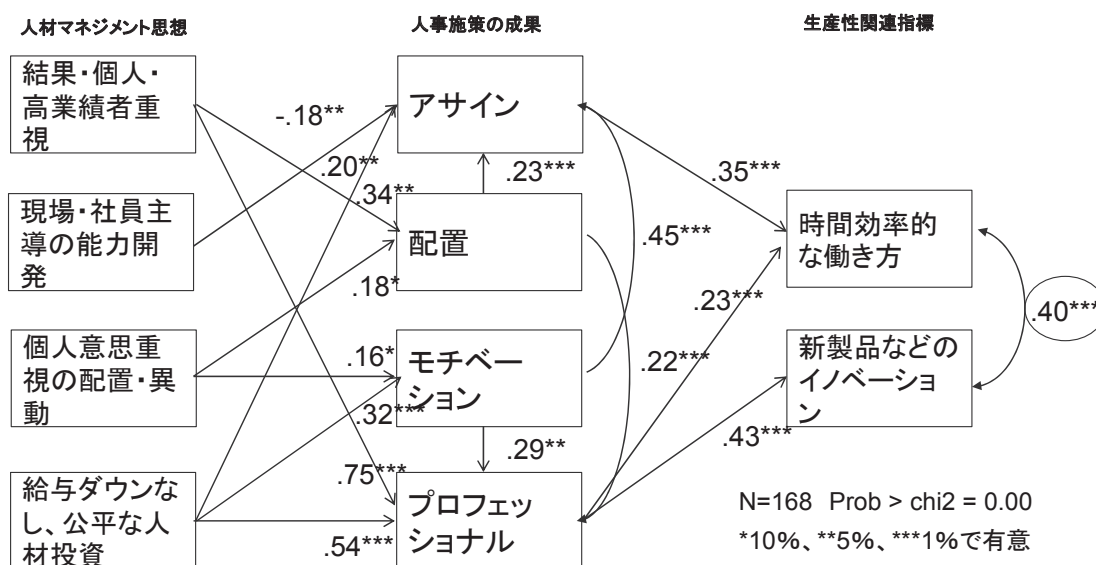 人材マネジメント思想
人事施策の成果
生産性関連指標
結果・個人・
高業績者重視
現場・社員主
導の能力開
発
個人意思重
視の配置・異
動
給与ダウンな
し、公平な人
材投資
-.18**
.20**
.34**
.18*
.16*
.32***
.75***
.54***
アサイン
.23***
配置
モチベー
ション
.29**
プロフェッ
ショナル
.45***
.22***
.35***
.23***
.43***
時間効率的
な働き方
新製品などの
イノベーショ
ン
.40***
N=168 Prob > chi2 = 0.00
*10%、**5%、***1%で有意